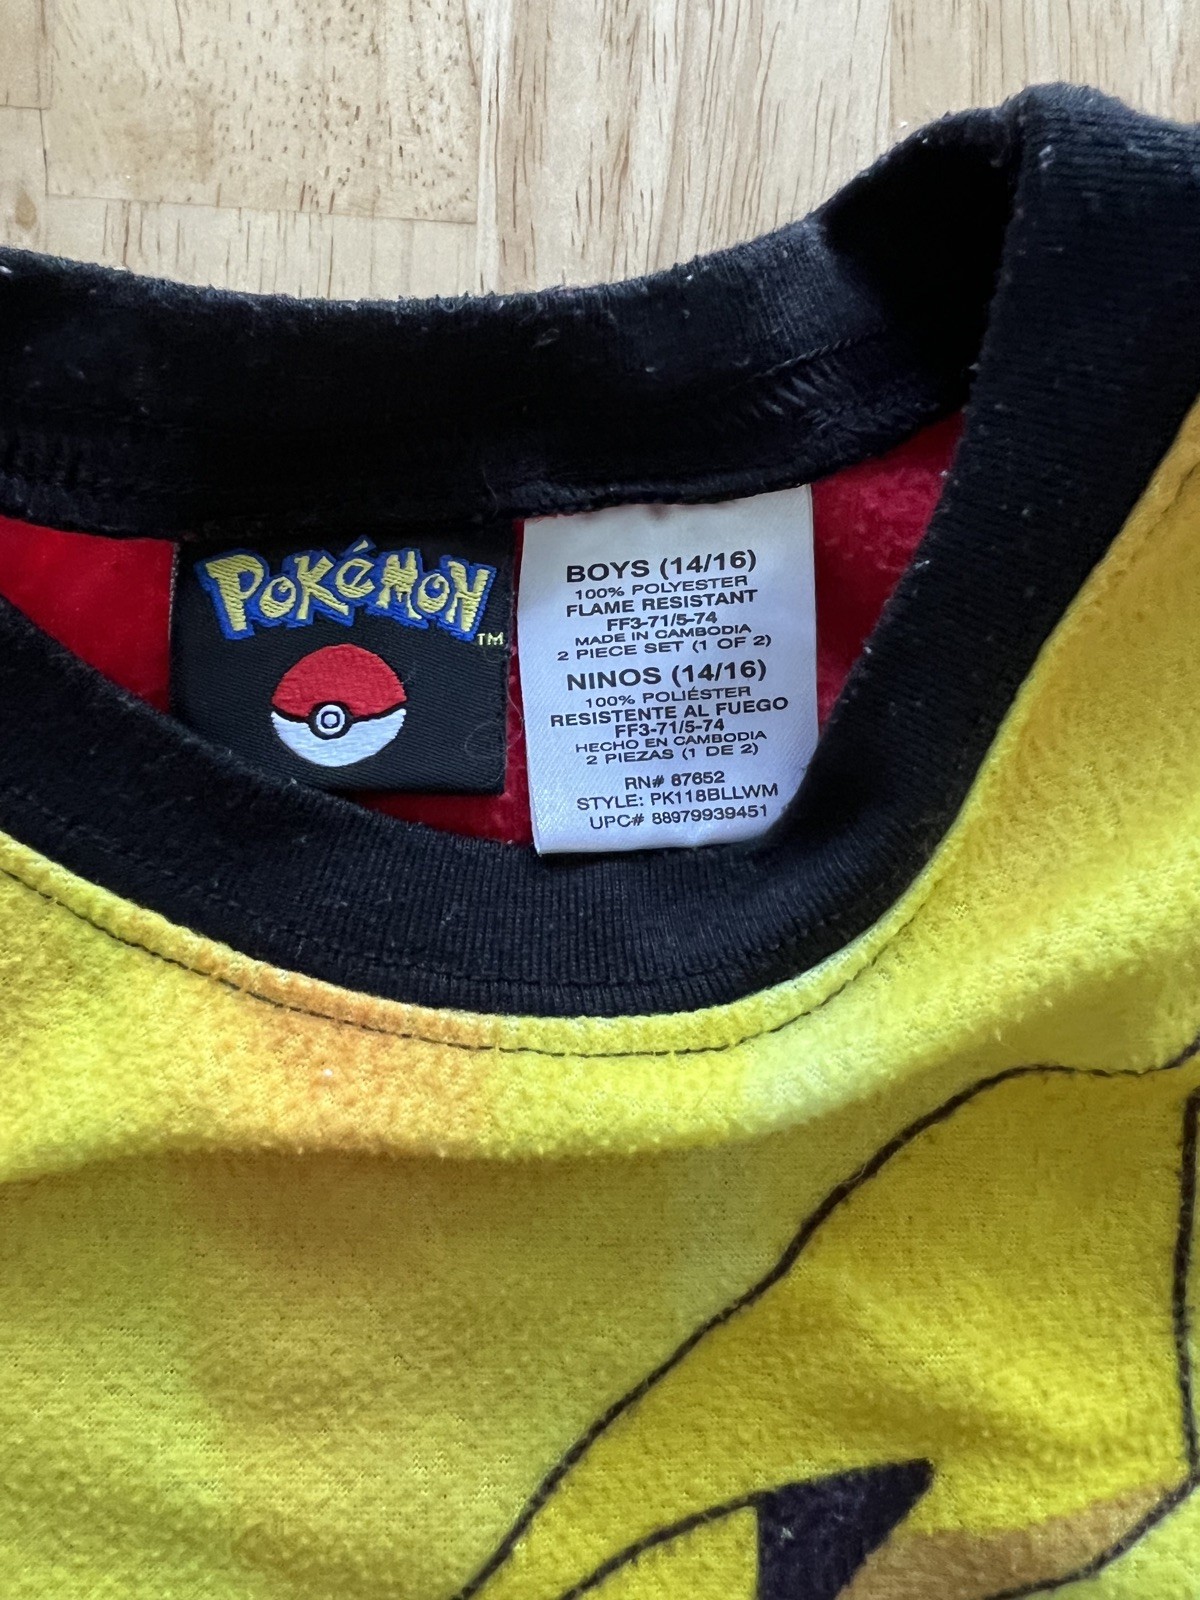 POKéMON
TM
BOYS (14/16)
100% POLYESTER
FLAME RESISTANT
FF3-71/5-74
MADE IN CAMBODIA
2 PIECE SET (1 OF 2)
NINOS (14/16)
100% POLIÉSTER
RESISTENTE AL FUEGO
FF3-71/5-74
HECHO EN CAMBODIA
2 PIEZAS (1 DE 2)
RN# 87652
STYLE: PK118BLLWM
UPC# 88979939451